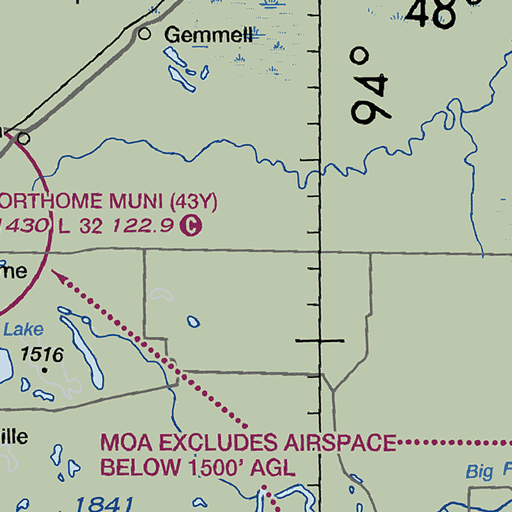 48°
Gemmell
94°
ORTHOME MUNI (43Y)
1430 L 32 122.9 C
me
Lake
1516
ille
MOA EXCLUDES AIRSPACE
BELOW 1500' AGL
Big F
1841